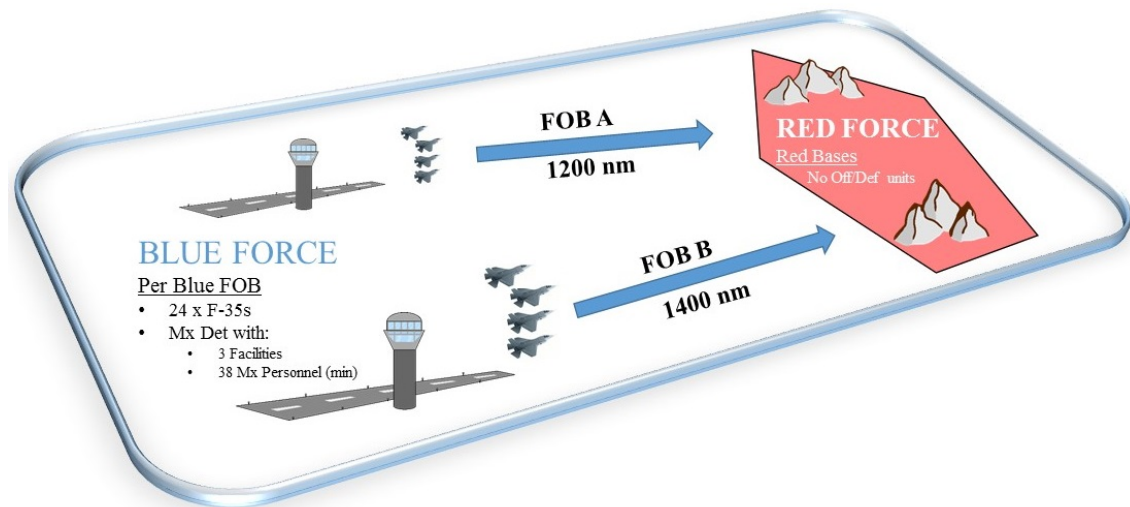 FOB A
1200 nm
RED FORCE
Red Bases
No Off/Def units
BLUE FORCE
Per Blue FOB
• 24 x F-35s
• Mx Det with:
• 3 Facilities
• 38 Mx Personnel (min)
FOB B
1400 nm